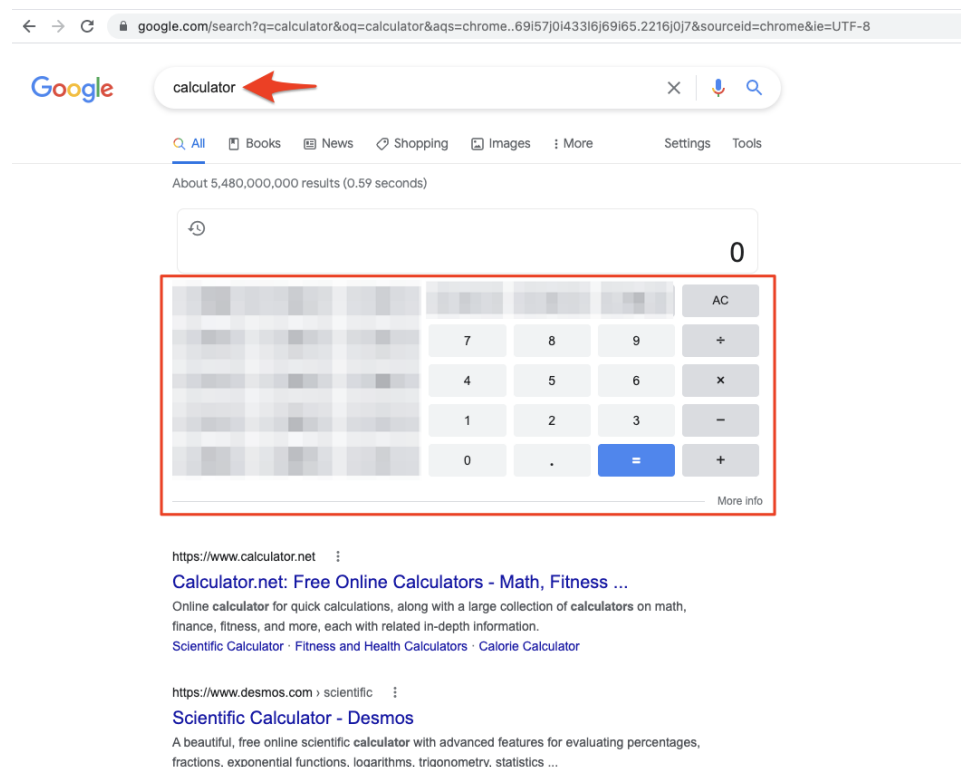 google.com/search?q=calculator&oq=calculator&aqs=chrome..69i57j0i433l6j69i65.2216j0j7&sourceid=chrome&ie=UTF-8
Google calculator
All Books News Shopping Images More Settings Tools
About 5,480,000,000 results (0.59 seconds)
0
AC
7 8 9 ÷
4 5 6 ×
1 2 3 −
0 . = +
More info
https://www.calculator.net
Calculator.net: Free Online Calculators - Math, Fitness ...
Online calculator for quick calculations, along with a large collection of calculators on math,
finance, fitness, and more, each with related in-depth information.
Scientific Calculator · Fitness and Health Calculators · Calorie Calculator
https://www.desmos.com › scientific
Scientific Calculator - Desmos
A beautiful, free online scientific calculator with advanced features for evaluating percentages,
fractions, exponential functions, logarithms, trigonometry, statistics ...